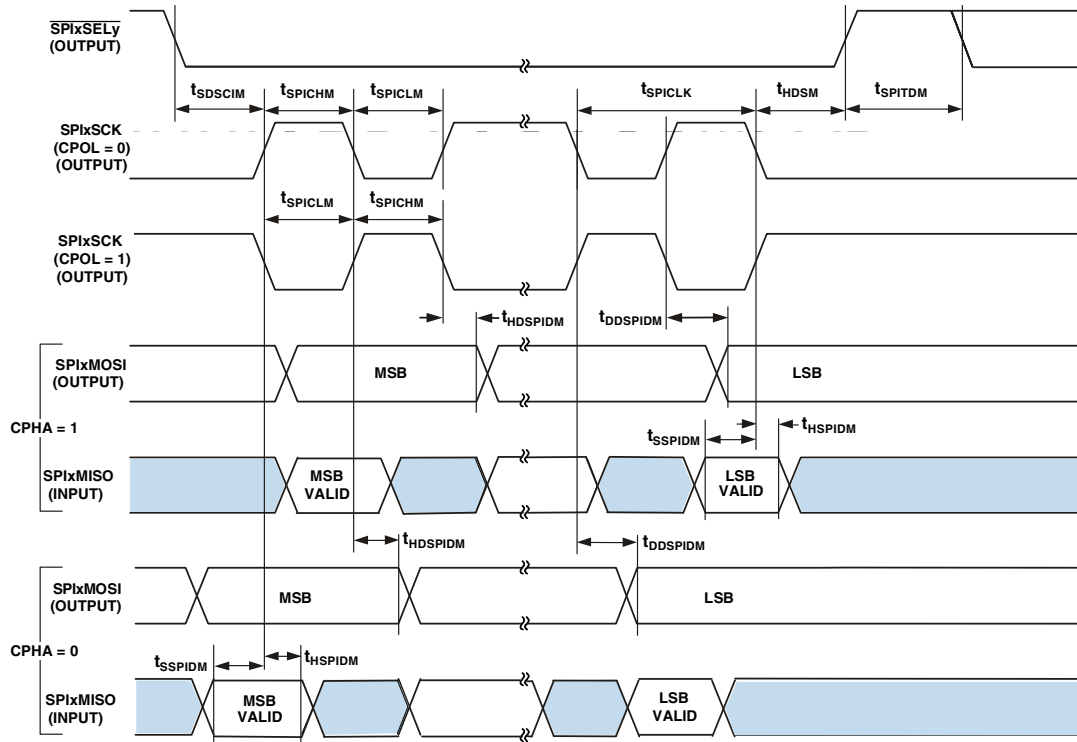 SPIxSELy
(OUTPUT)
tSDSCIM
tSPICHM
tSPICLM
tSPICLK
tHDSM
tSPITDM
SPIxSCK
(CPOL = 0)
(OUTPUT)
tSPICLM
tSPICHM
SPIxSCK
(CPOL = 1)
(OUTPUT)
tHDSPIDM
tDDSPIDM
SPIxMOSI
(OUTPUT)
MSB
LSB
CPHA = 1
tSSPIDM
tHSPIDM
SPIxMISO
(INPUT)
MSB
VALID
LSB
VALID
tHDSPIDM
tDDSPIDM
SPIxMOSI
(OUTPUT)
MSB
LSB
CPHA = 0
tSSPIDM
tHSPIDM
SPIxMISO
(INPUT)
MSB
VALID
LSB
VALID